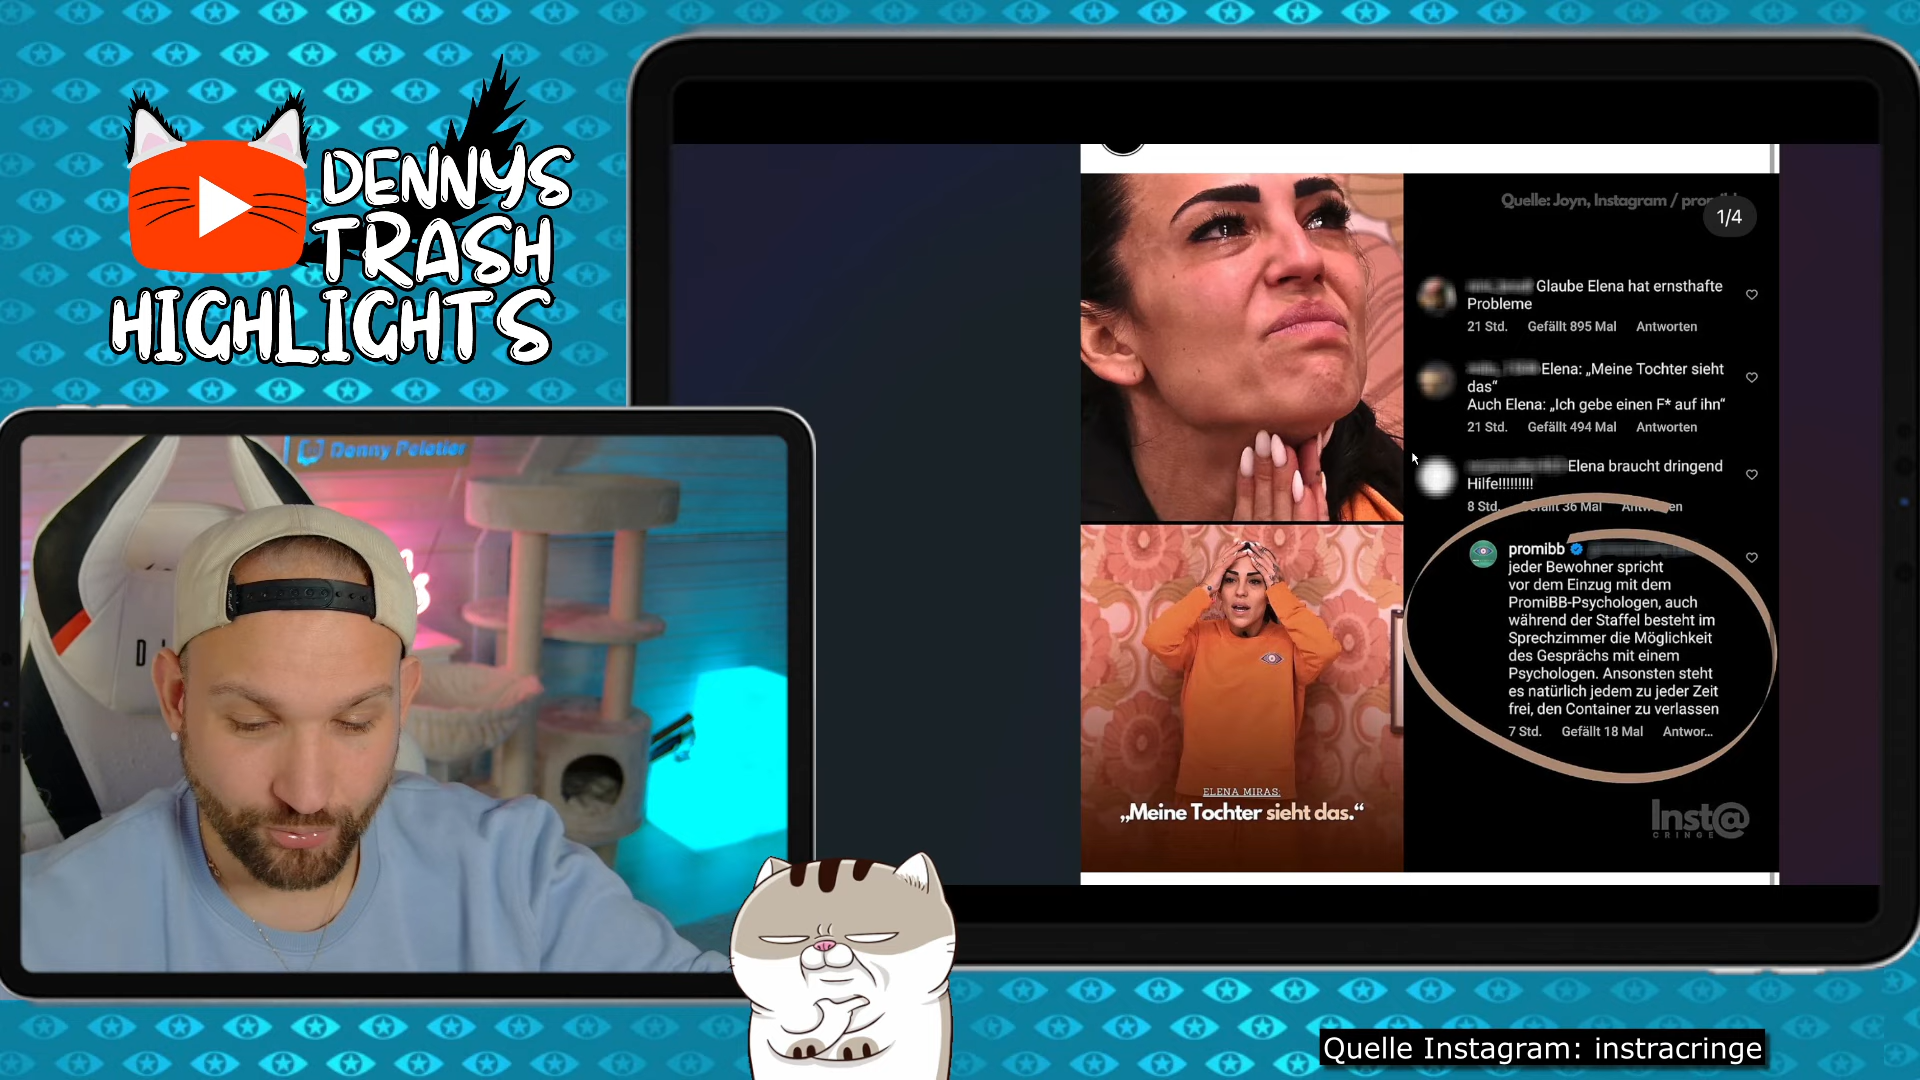 DENNYS
TRASH
HIGHLIGHTS
Denny Peletier
Quelle: Joyn, Instagram /
1/4
Glaube Elena hat ernsthafte
Probleme
21 Std. Gefällt 895 Mal Antworten
Elena: „Meine Tochter sieht
das“
Auch Elena: „Ich gebe einen F* auf ihn“
21 Std. Gefällt 494 Mal Antworten
Elena braucht dringend
Hilfe!!!!!!!!!
8 Std. Gefällt 36 Mal Antworten
promibb
jeder Bewohner spricht
vor dem Einzug mit dem
PromiBB-Psychologen, auch
während der Staffel besteht im
Sprechzimmer die Möglichkeit
des Gesprächs mit einem
Psychologen. Ansonsten steht
es natürlich jedem zu jeder Zeit
frei, den Container zu verlassen
7 Std. Gefällt 18 Mal Antwor...
ELENA MIRAS:
„Meine Tochter sieht das.“
Inst@
CRINGE
Quelle Instagram: instracringe